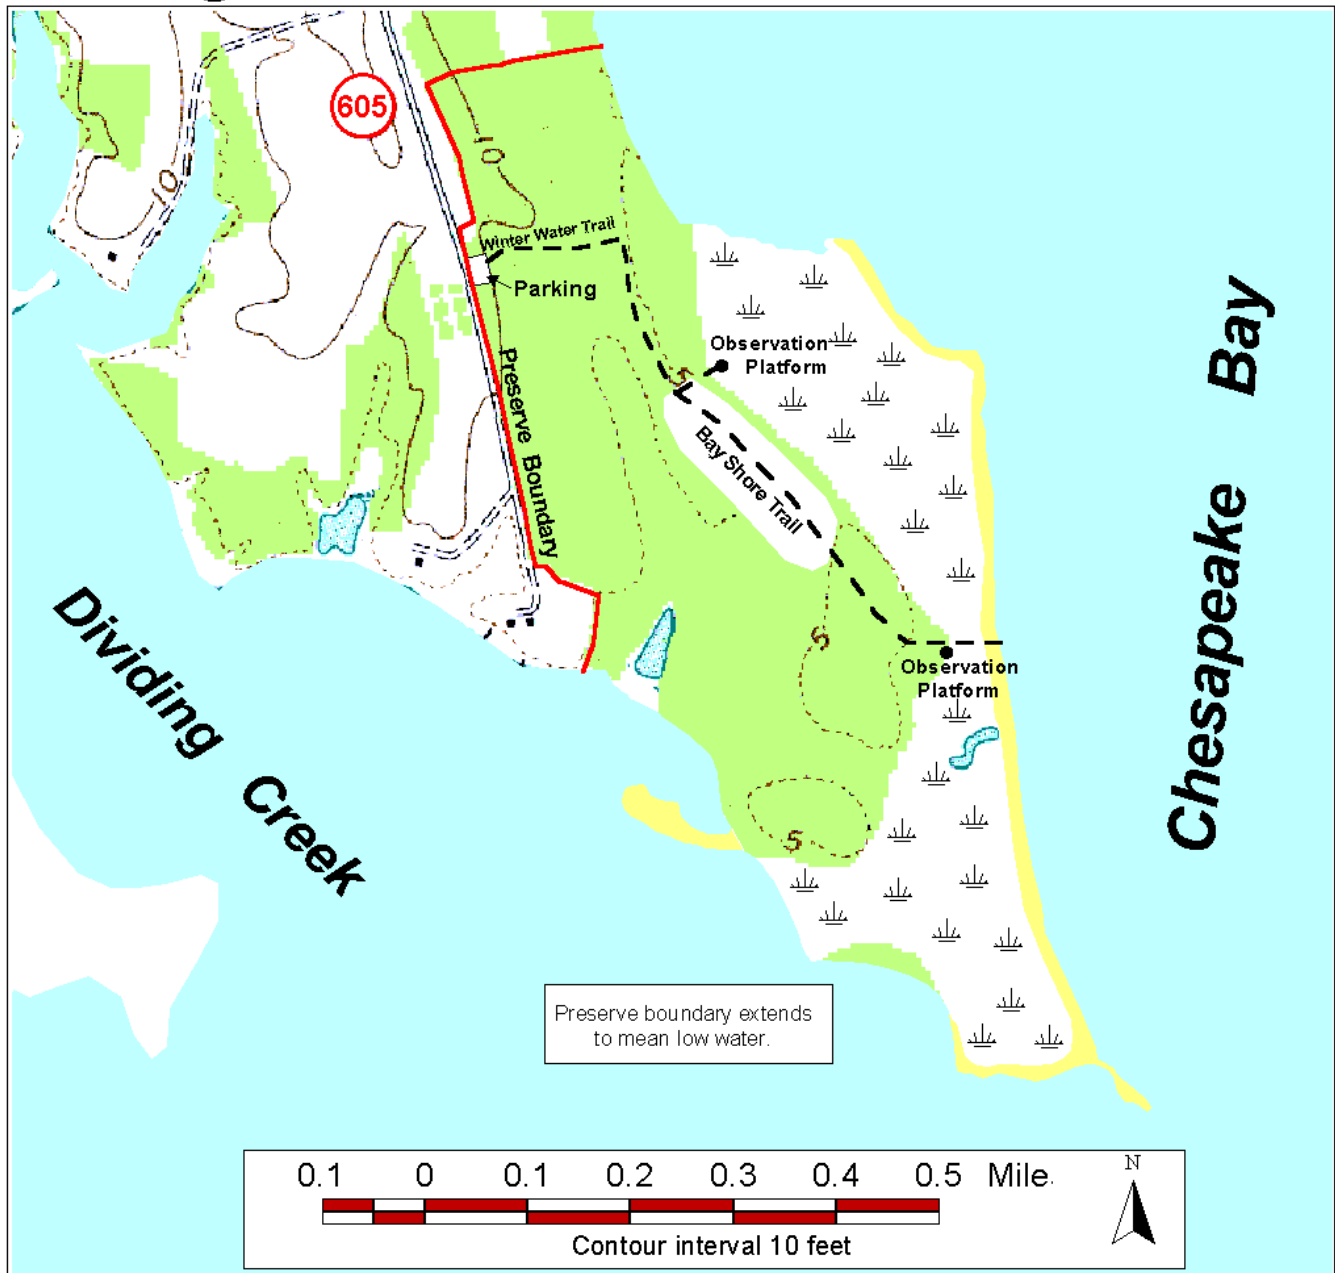 605
10
10
Winter Water Trail
Parking
Observation
Platform
5
Preserve Boundary
Bay Shore Trail
Chesapeake Bay
Dividing Creek
5
Observation
Platform
5
Preserve boundary extends
to mean low water.
0.1 0 0.1 0.2 0.3 0.4 0.5 Mile.
N
Contour interval 10 feet